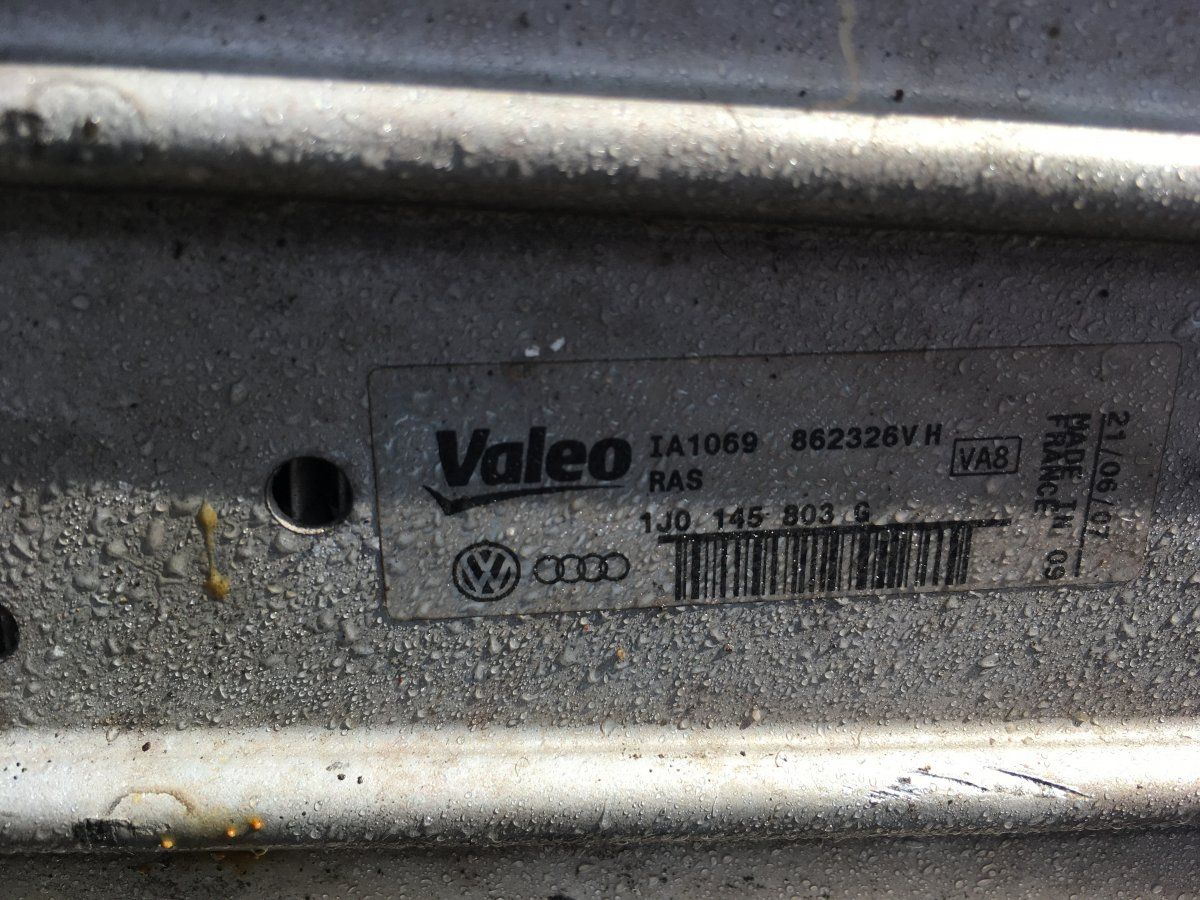 Valeo
IA1069 862326V H
RAS
VA8
1J0 145 803 G
21/06/07
MADE IN 09
FRANCE